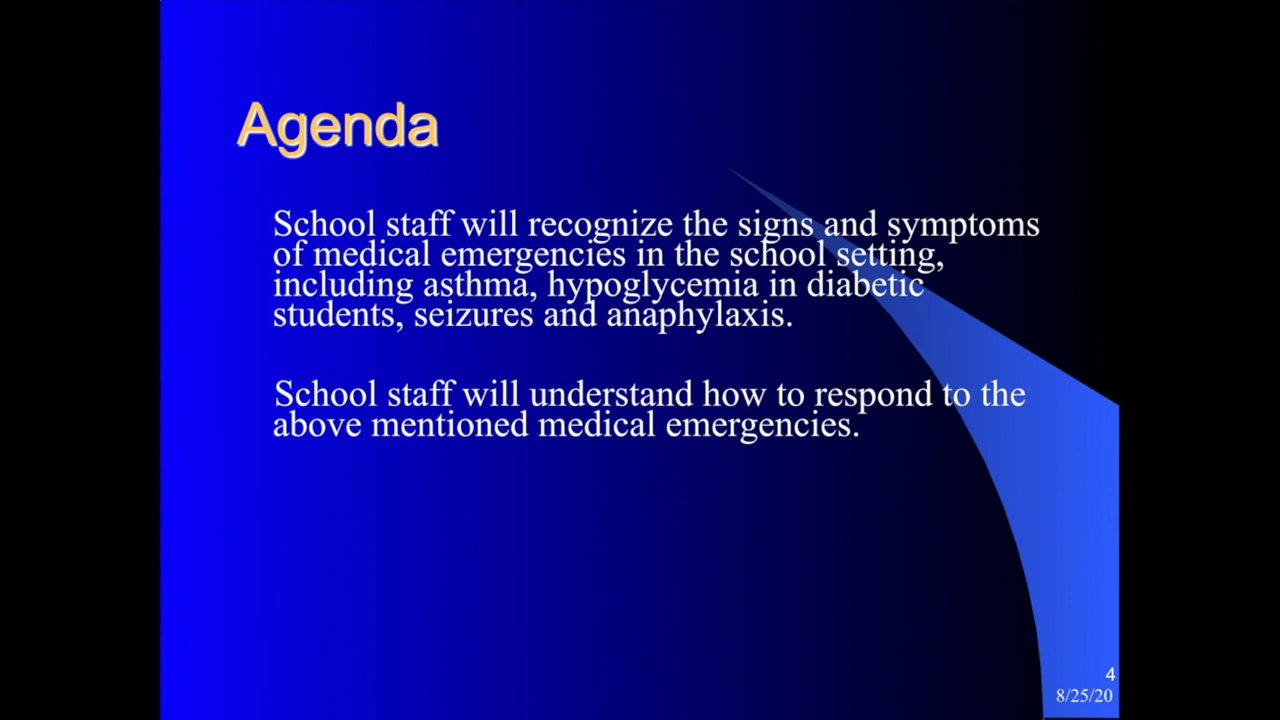 Agenda
School staff will recognize the signs and symptoms
of medical emergencies in the school setting,
including asthma, hypoglycemia in diabetic
students, seizures and anaphylaxis.
School staff will understand how to respond to the
above mentioned medical emergencies.
4
8/25/20